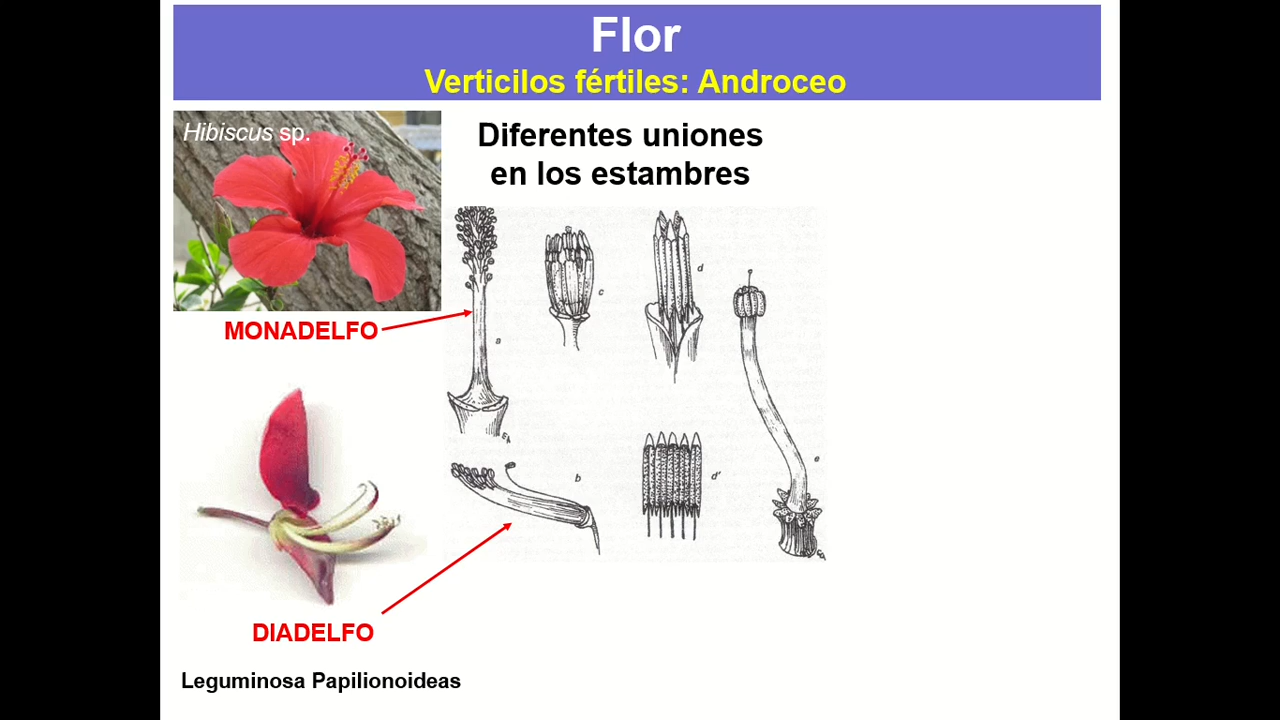 Flor
Verticilos fértiles: Androceo
Hibiscus sp.
Diferentes uniones
en los estambres
MONADELFO
a
c
d
e
b
d'
e
DIADELFO
Leguminosa Papilionoideas